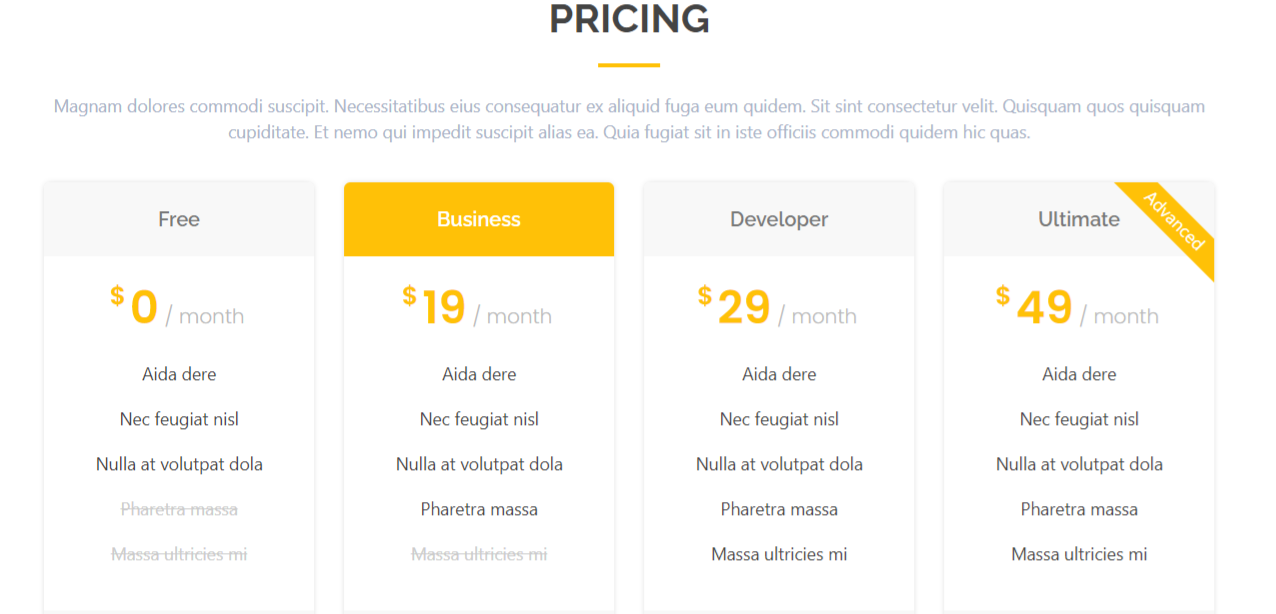 PRICING
Magnam dolores commodi suscipit. Necessitatibus eius consequatur ex aliquid fuga eum quidem. Sit sint consectetur velit. Quisquam quos quisquam
cupiditate. Et nemo qui impedit suscipit alias ea. Quia fugiat sit in iste officiis commodi quidem hic quas.
Free
$0 / month
Aida dere
Nec feugiat nisl
Nulla at volutpat dola
Pharetra massa
Massa ultricies mi
Business
$19 / month
Aida dere
Nec feugiat nisl
Nulla at volutpat dola
Pharetra massa
Massa ultricies mi
Developer
$29 / month
Aida dere
Nec feugiat nisl
Nulla at volutpat dola
Pharetra massa
Massa ultricies mi
Ultimate
Advanced
$49 / month
Aida dere
Nec feugiat nisl
Nulla at volutpat dola
Pharetra massa
Massa ultricies mi